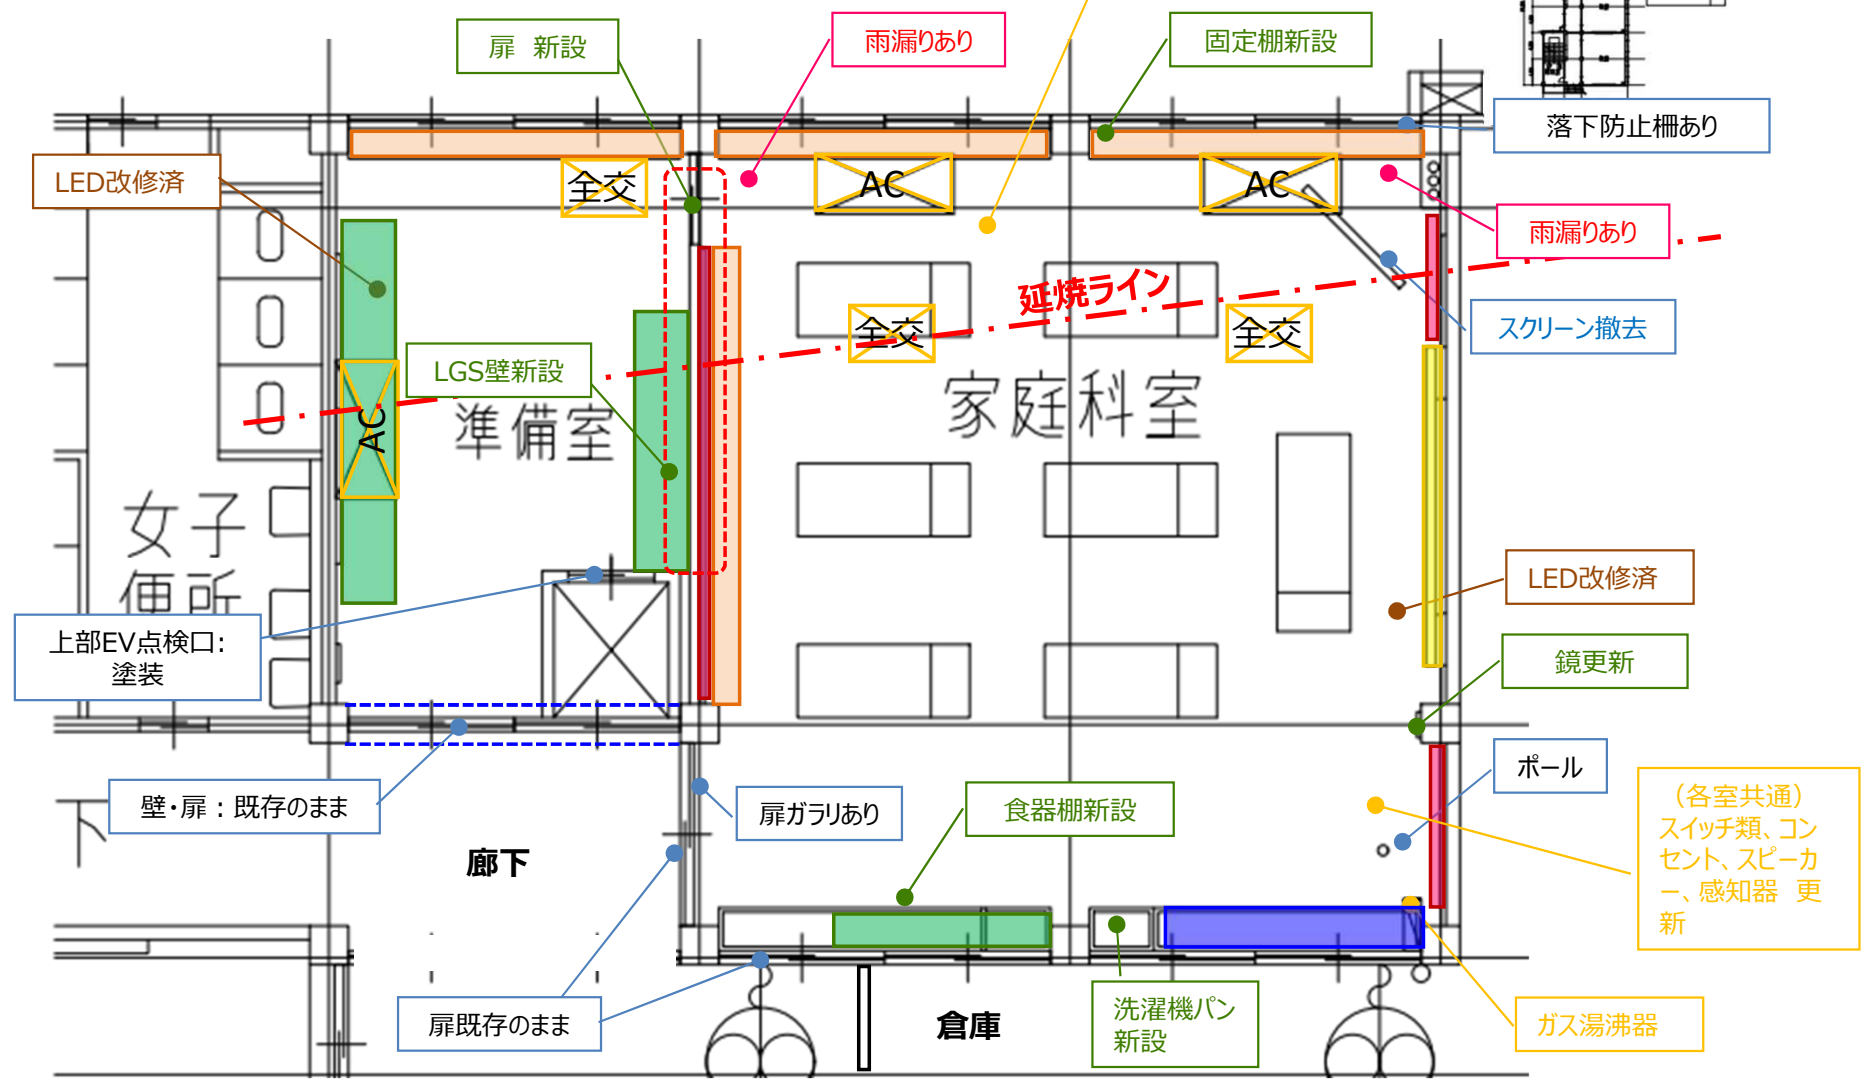 扉　新設
雨漏りあり
固定棚新設
落下防止柵あり
LED改修済
全交
AC
AC
雨漏りあり
延焼ライン
スクリーン撤去
全交
全交
LGS壁新設
AC
準備室
家庭科室
女子
便所
LED改修済
上部EV点検口:
塗装
鏡更新
壁・扉：既存のまま
扉ガラリあり
食器棚新設
ポール
（各室共通）
スイッチ類、コン
セント、スピーカ
ー、感知器　更
新
廊下
扉既存のまま
倉庫
洗濯機パン
新設
ガス湯沸器